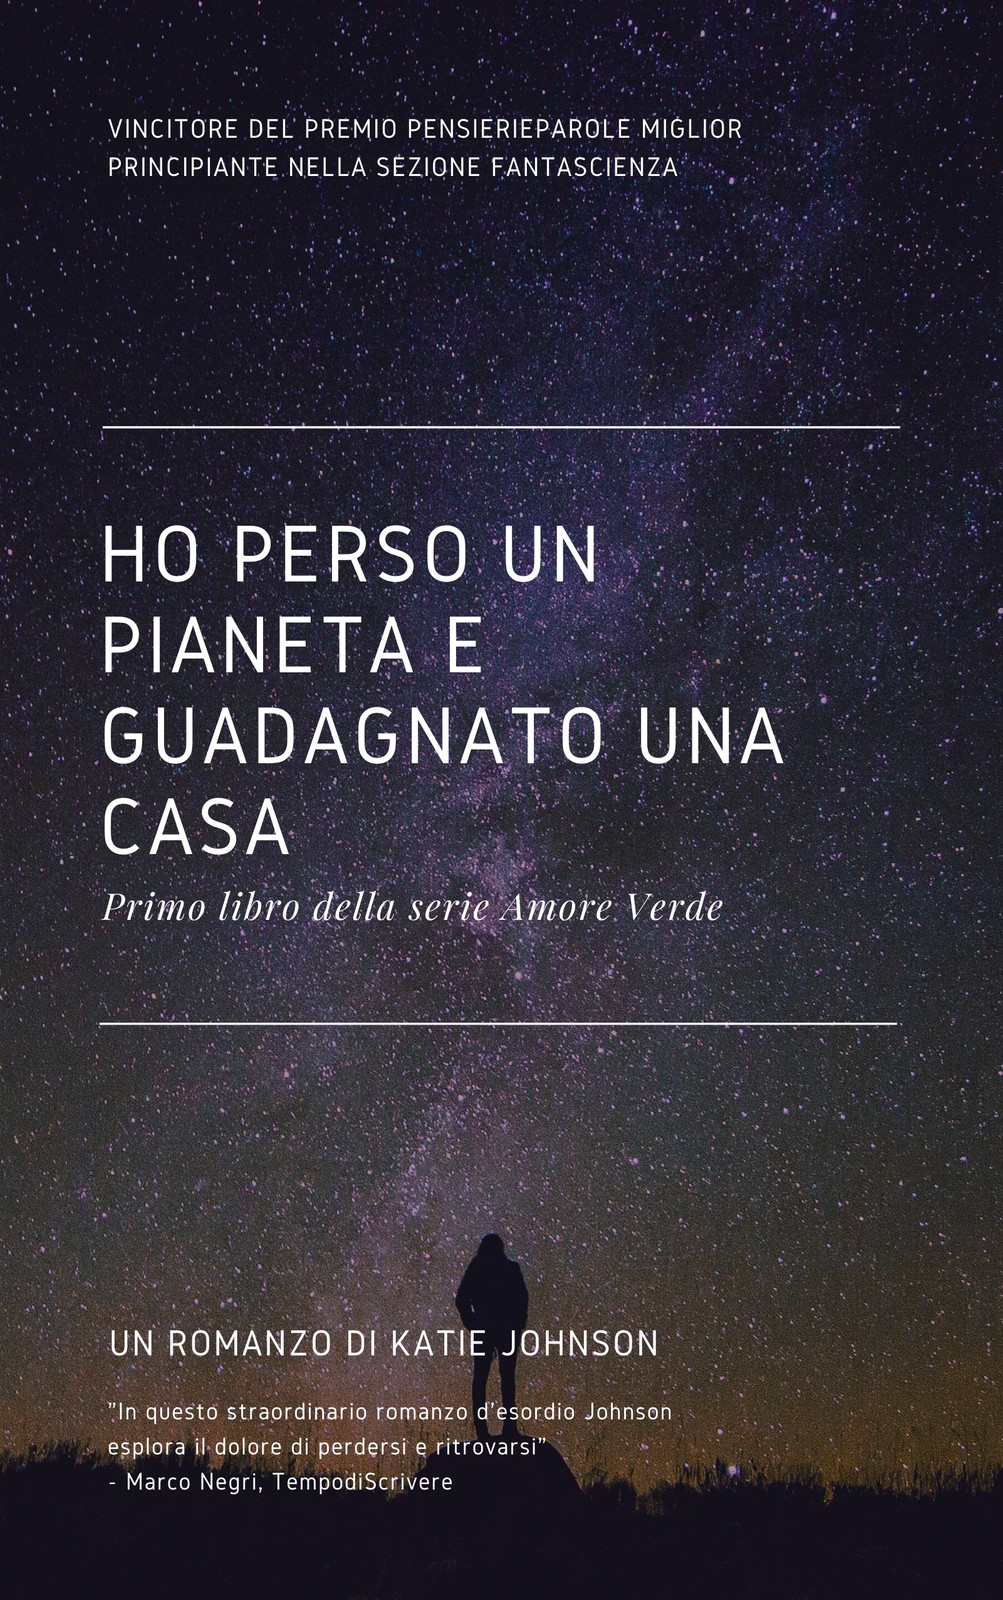 VINCITORE DEL PREMIO PENSIERIEPAROLE MIGLIOR
PRINCIPIANTE NELLA SEZIONE FANTASCIENZA
HO PERSO UN
PIANETA E
GUADAGNATO UNA
CASA
Primo libro della serie Amore Verde
UN ROMANZO DI KATIE JOHNSON
"In questo straordinario romanzo d'esordio Johnson
esplora il dolore di perdersi e ritrovarsi"
- Marco Negri, TempodiScrivere